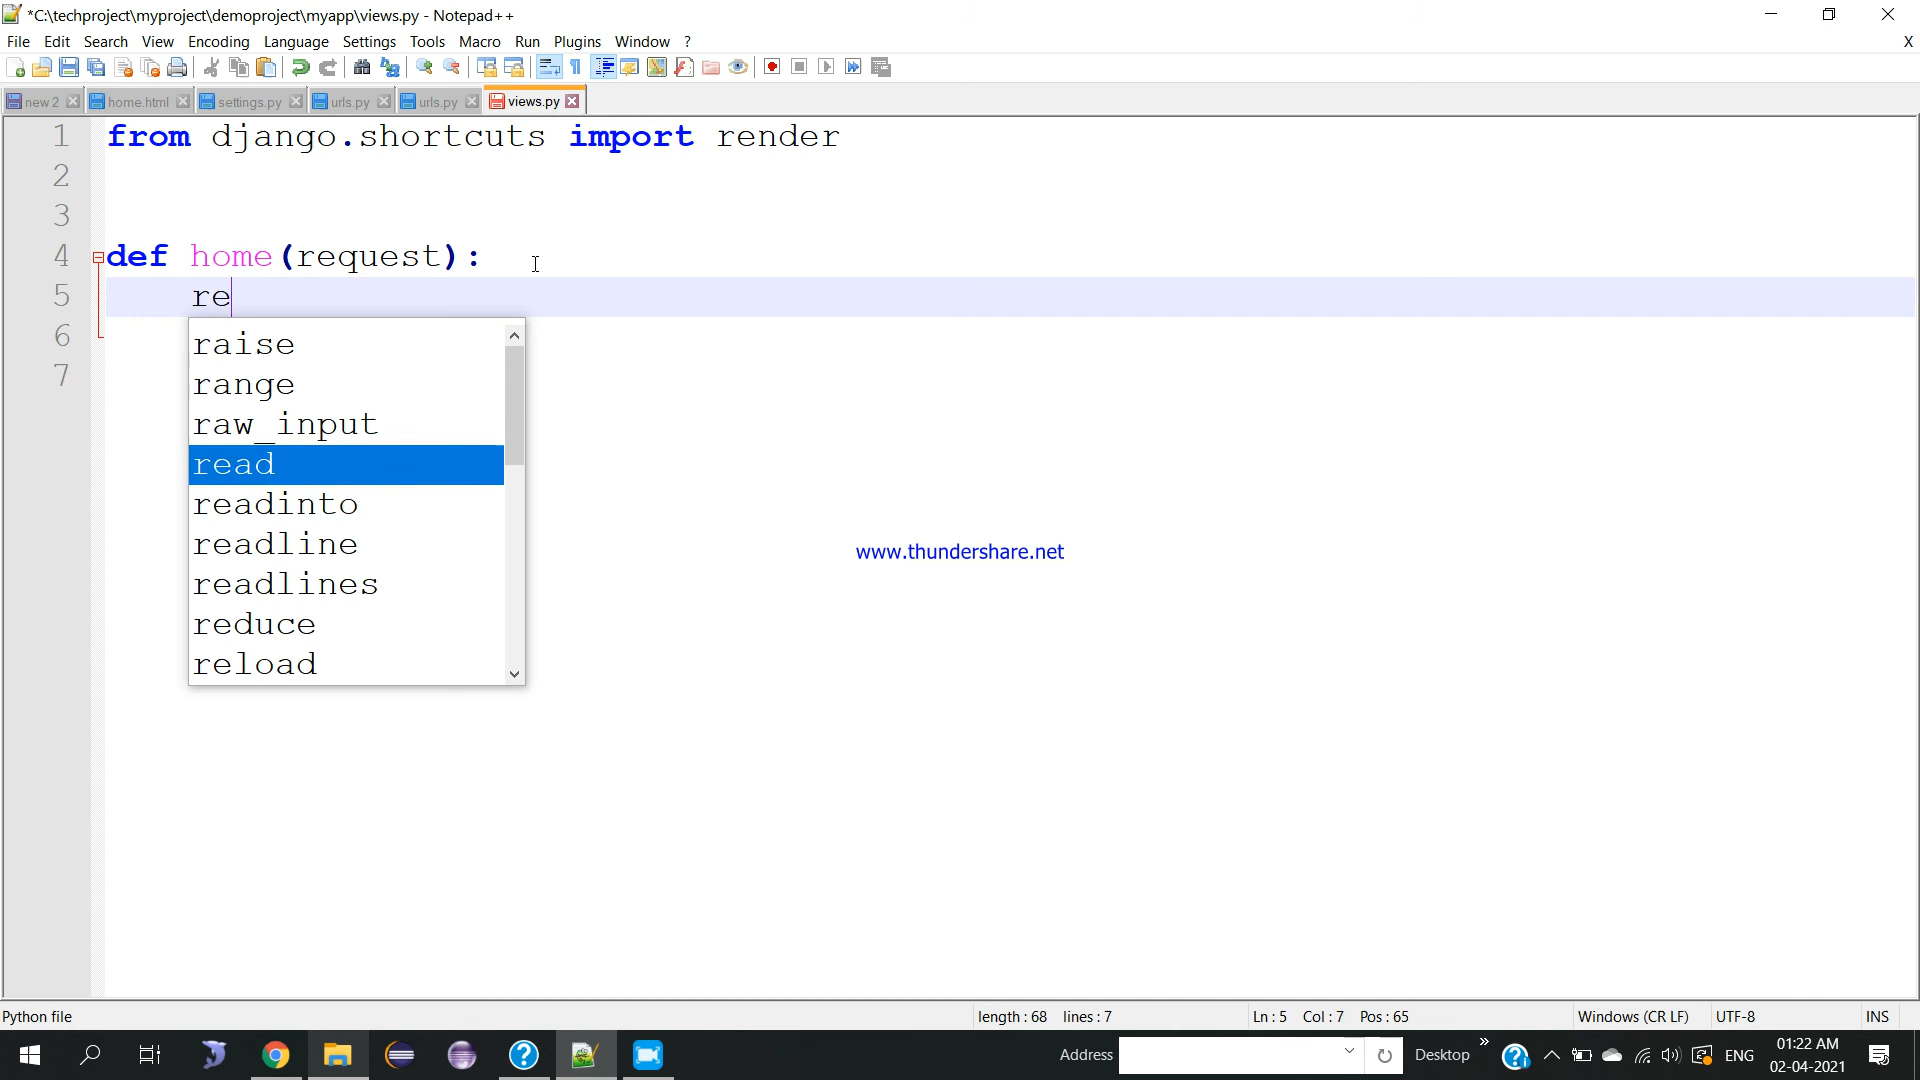 *C:\techproject\myproject\demoproject\myapp\views.py - Notepad++
File Edit Search View Encoding Language Settings Tools Macro Run Plugins Window ? X
new 2 home.html settings.py urls.py urls.py views.py
1 from django.shortcuts import render
2
3
4 def home(request):
5 re
6
7
raise
range
raw_input
read
readinto
readline
readlines
reduce
reload
www.thundershare.net
Python file length : 68 lines : 7 Ln : 5 Col : 7 Pos : 65 Windows (CR LF) UTF-8 INS
Address Desktop ENG 01:22 AM
02-04-2021